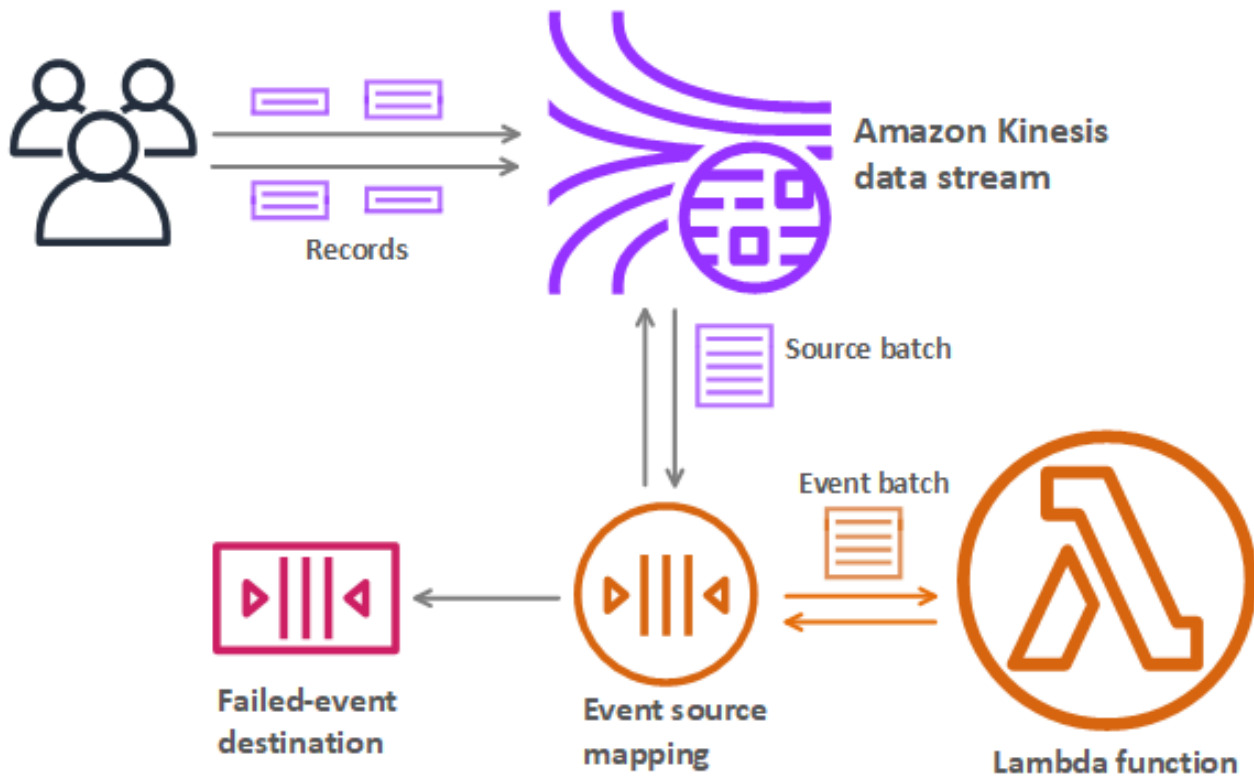 Amazon Kinesis
data stream
Records
Source batch
Event batch
Failed-event
destination
Event source
mapping
Lambda function